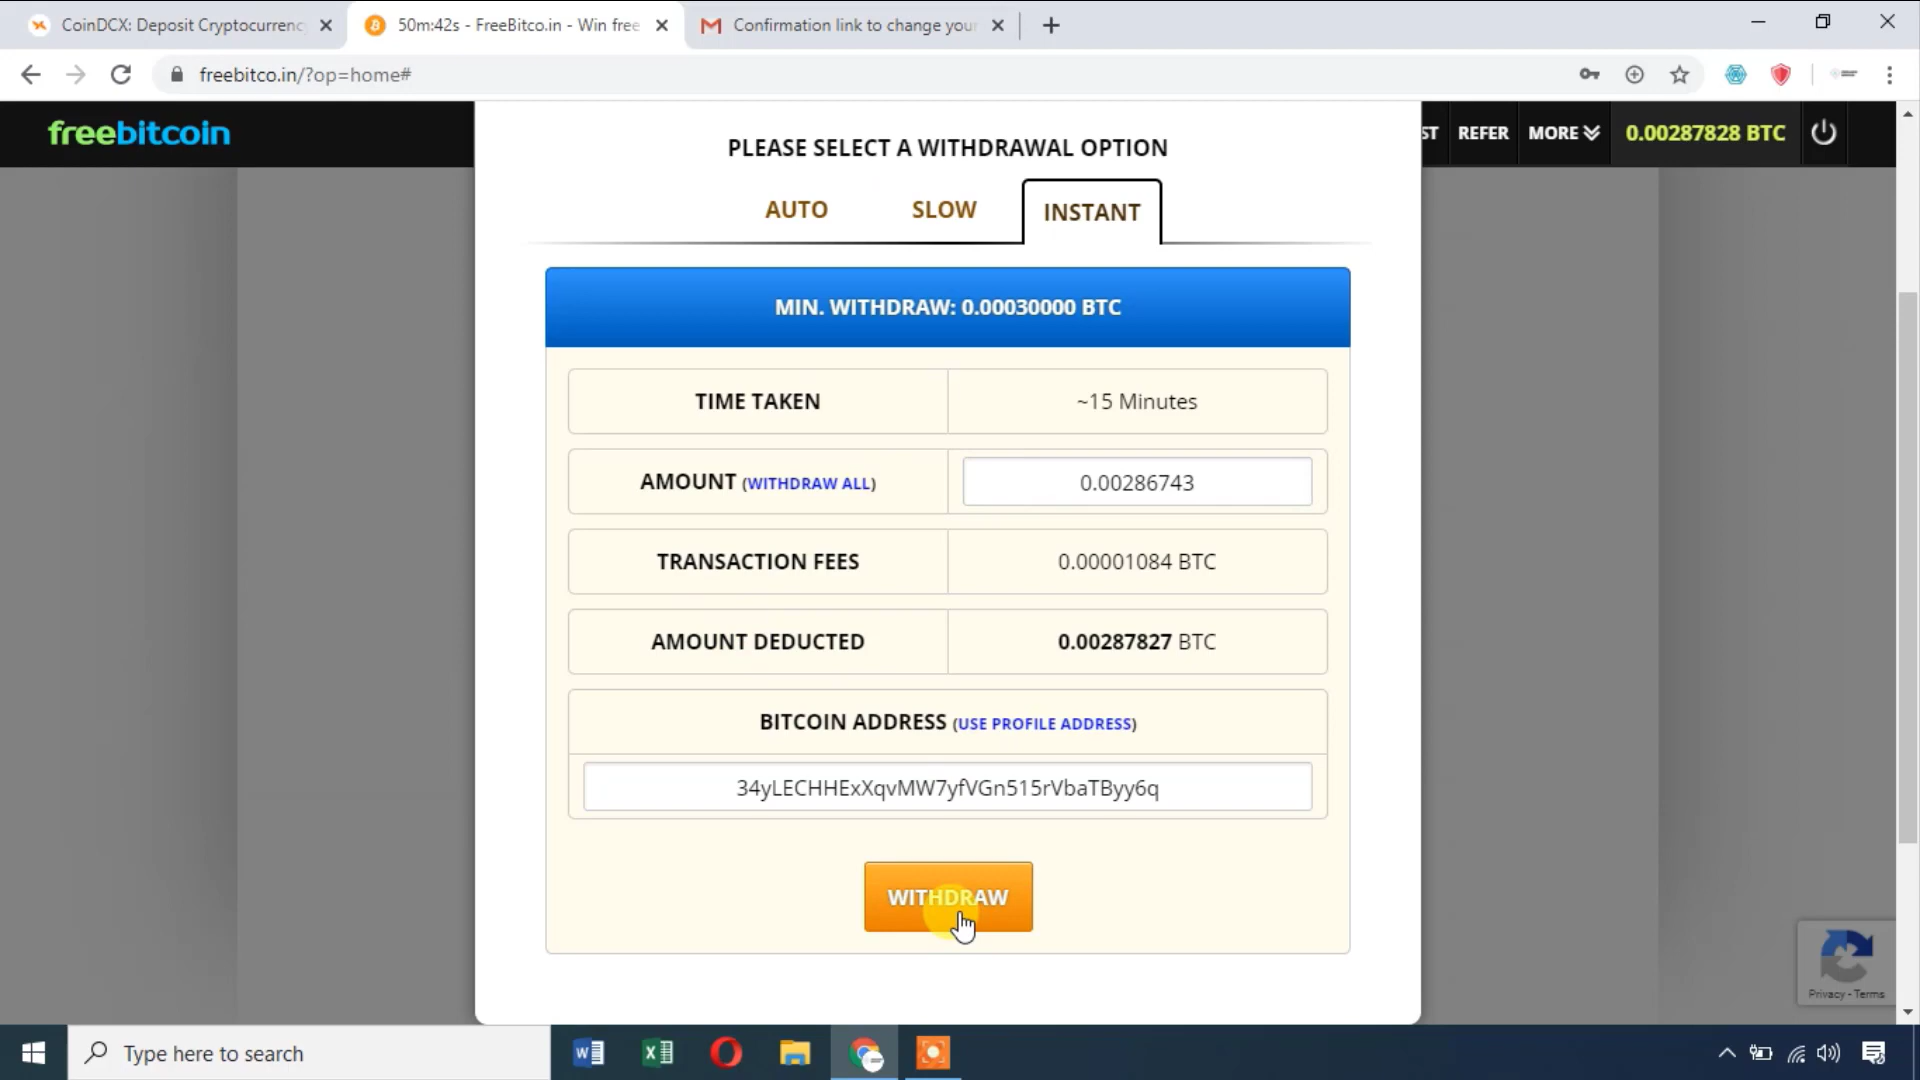 CoinDCX: Deposit Cryptocurrenc
50m:42s - FreeBitco.in - Win free
Confirmation link to change your
freebitco.in/?op=home#
freebitcoin
ST
REFER
MORE
0.00287828 BTC
PLEASE SELECT A WITHDRAWAL OPTION
AUTO
SLOW
INSTANT
MIN. WITHDRAW: 0.00030000 BTC
TIME TAKEN
~15 Minutes
AMOUNT (WITHDRAW ALL)
0.00286743
TRANSACTION FEES
0.00001084 BTC
AMOUNT DEDUCTED
0.00287827 BTC
BITCOIN ADDRESS (USE PROFILE ADDRESS)
34yLECHHExXqvMW7yfVGn515rVbaTByy6q
WITHDRAW
Privacy - Terms
Type here to search